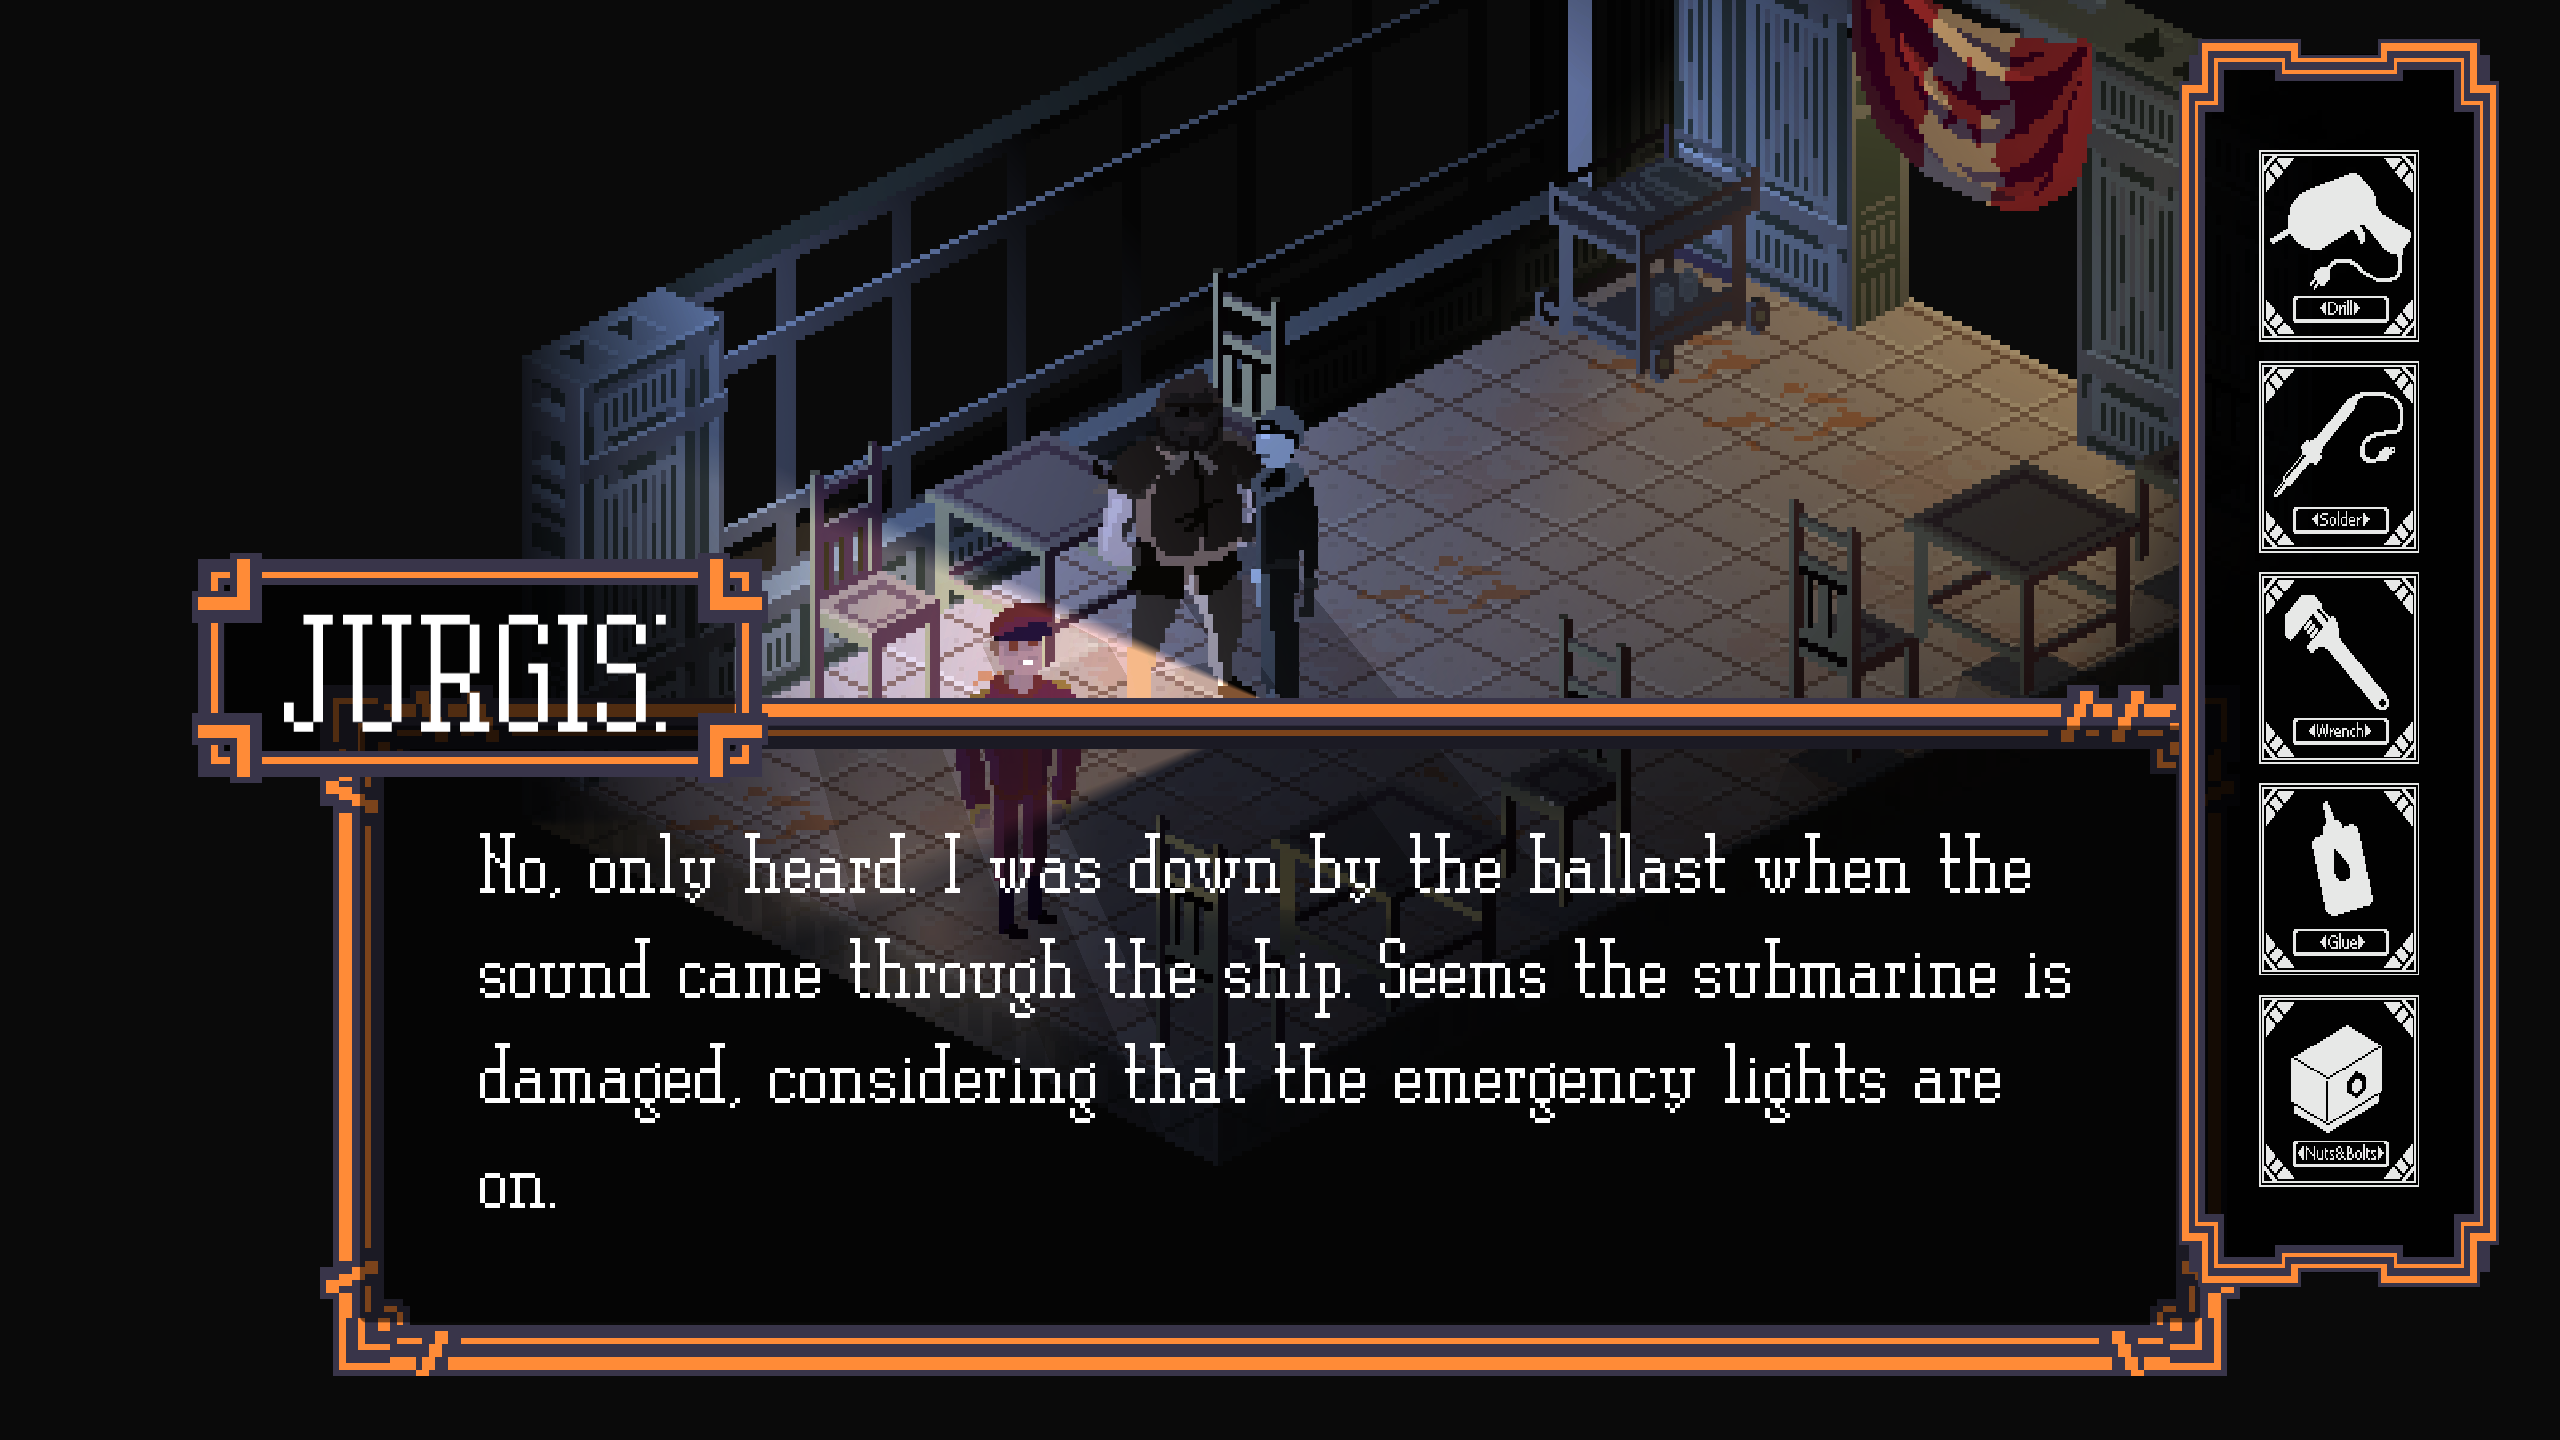 JURGIS:
No, only heard. I was down by the ballast when the
sound came through the ship. Seems the submarine is
damaged, considering that the emergency lights are
on.
Drill
Solder
Wrench
Glue
Nuts&Bolts